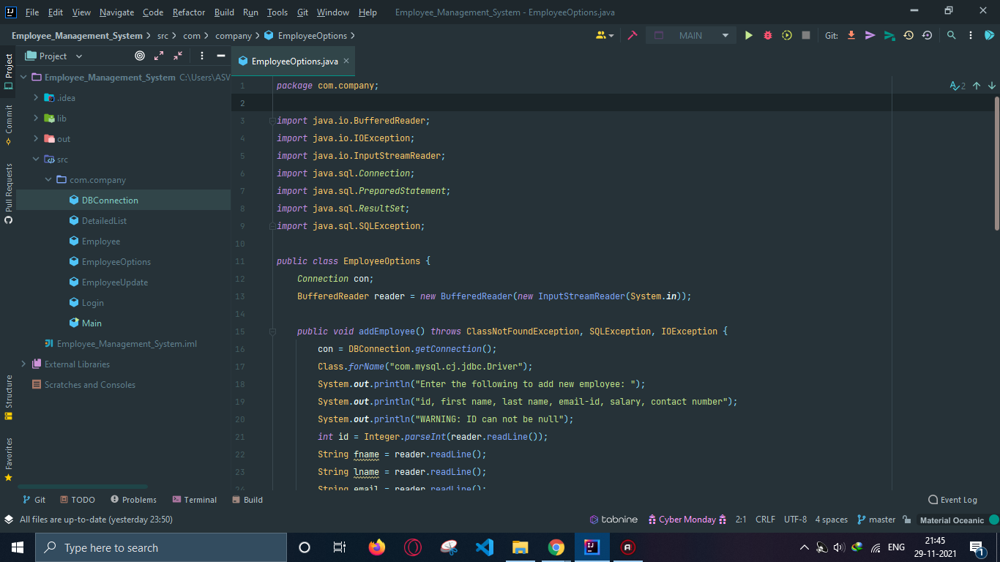 IJ File Edit View Navigate Code Refactor Build Run Tools Git Window Help Employee_Management_System - EmployeeOptions.java
Employee_Management_System > src > com > company > EmployeeOptions > MAIN Git:
Project
EmployeeOptions.java ×
Employee_Management_System C:\Users\ASV
.idea
lib
out
src
com.company
DBConnection
DetailedList
Employee
EmployeeOptions
EmployeeUpdate
Login
Main
Employee_Management_System.iml
External Libraries
Scratches and Consoles
Project
Commit
Pull Requests
Structure
Favorites
2
1 package com.company;
2
3 import java.io.BufferedReader;
4 import java.io.IOException;
5 import java.io.InputStreamReader;
6 import java.sql.Connection;
7 import java.sql.PreparedStatement;
8 import java.sql.ResultSet;
9 import java.sql.SQLException;
10
11 public class EmployeeOptions {
12 Connection con;
13 BufferedReader reader = new BufferedReader(new InputStreamReader(System.in));
14
15 public void addEmployee() throws ClassNotFoundException, SQLException, IOException {
16 con = DBConnection.getConnection();
17 Class.forName("com.mysql.cj.jdbc.Driver");
18 System.out.println("Enter the following to add new employee: ");
19 System.out.println("id, first name, last name, email-id, salary, contact number");
20 System.out.println("WARNING: ID can not be null");
21 int id = Integer.parseInt(reader.readLine());
22 String fname = reader.readLine();
23 String lname = reader.readLine();
24 String email = reader.readLine();
Git TODO Problems Terminal Build Event Log
All files are up-to-date (yesterday 23:50) tabnine Cyber Monday 2:1 CRLF UTF-8 4 spaces master Material Oceanic
Type here to search
ENG
21:45
29-11-2021
1